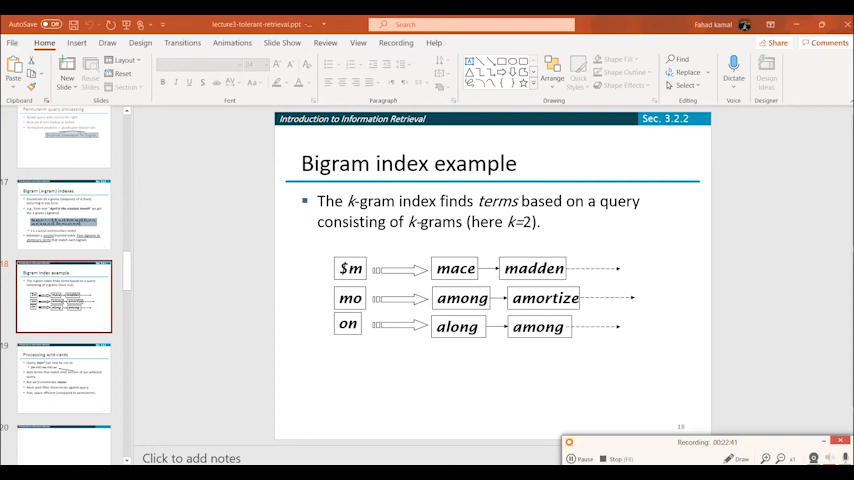 AutoSave Off
lecture3-tolerant-retrieval.ppt
Search
Fahad kamal
File Home Insert Draw Design Transitions Animations Slide Show Review View Recording Help
Share Comments
Paste
New
Slide
Layout
Reset
Section
24
Arrange
Quick
Styles
Shape Fill
Shape Outline
Shape Effects
Find
Replace
Select
Dictate
Design
Ideas
Clipboard
Slides
Font
Paragraph
Drawing
Editing
Voice
Designer
17
Bigram (k-gram) indexes
18
Bigram index example
19
Processing wild-cards
20
Introduction to Information Retrieval
Sec. 3.2.2
Bigram index example
The k-gram index finds terms based on a query
consisting of k-grams (here k=2).
$m mace madden
mo among amortize
on along among
18
Click to add notes
Recording: 00:22:41
Pause Stop (F8) Draw x1